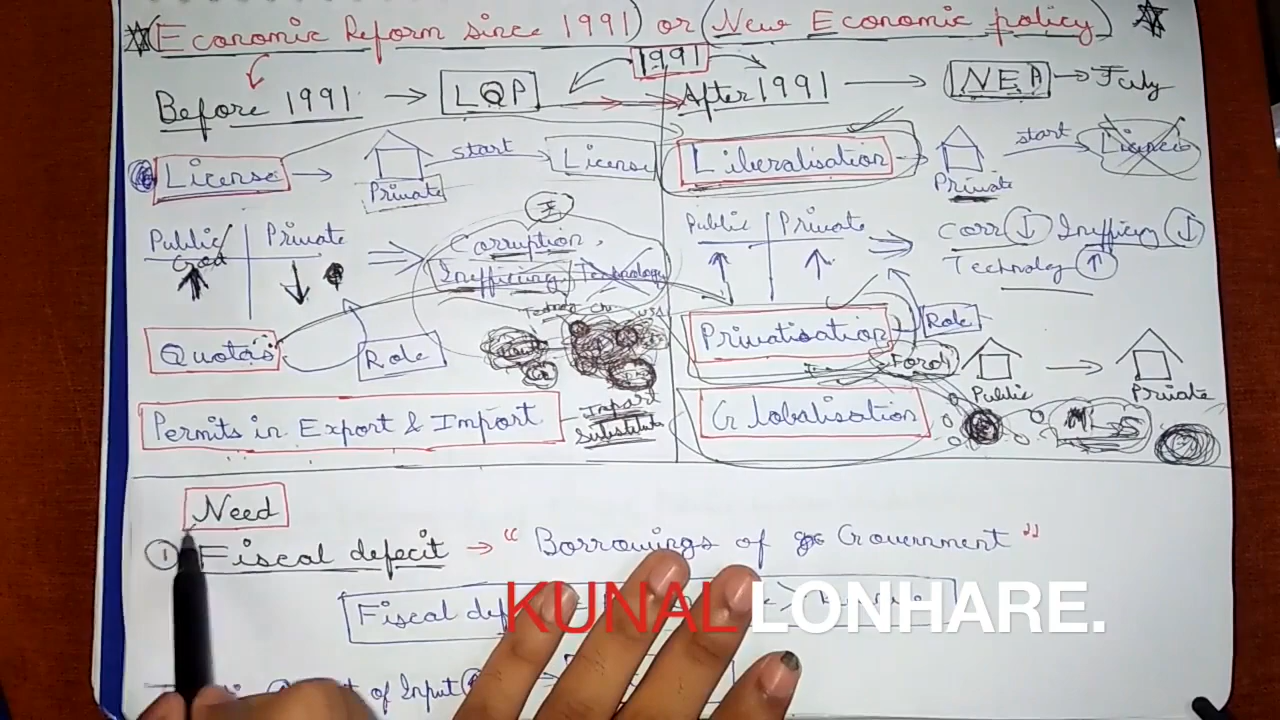 (Economic Reform since 1991) or (New Economic policy)
1991
Before 1991 → LQP
License → Private start License
Public Private
Good
Corruption,
Inefficiency Technology
Quotas Role
Permits in Export & Import
Import
Substitute
After 1991 → NEP → July
Liberalisation
Private start Licence
Public Private
Corr ↓ Inefficiency ↓
Technology ↑
Privatisation Role
Public → Private
Globalisation
Need
① Fiscal defecit → "Borrowings of Government"
Fiscal def
of Input
KUNAL LONHARE.